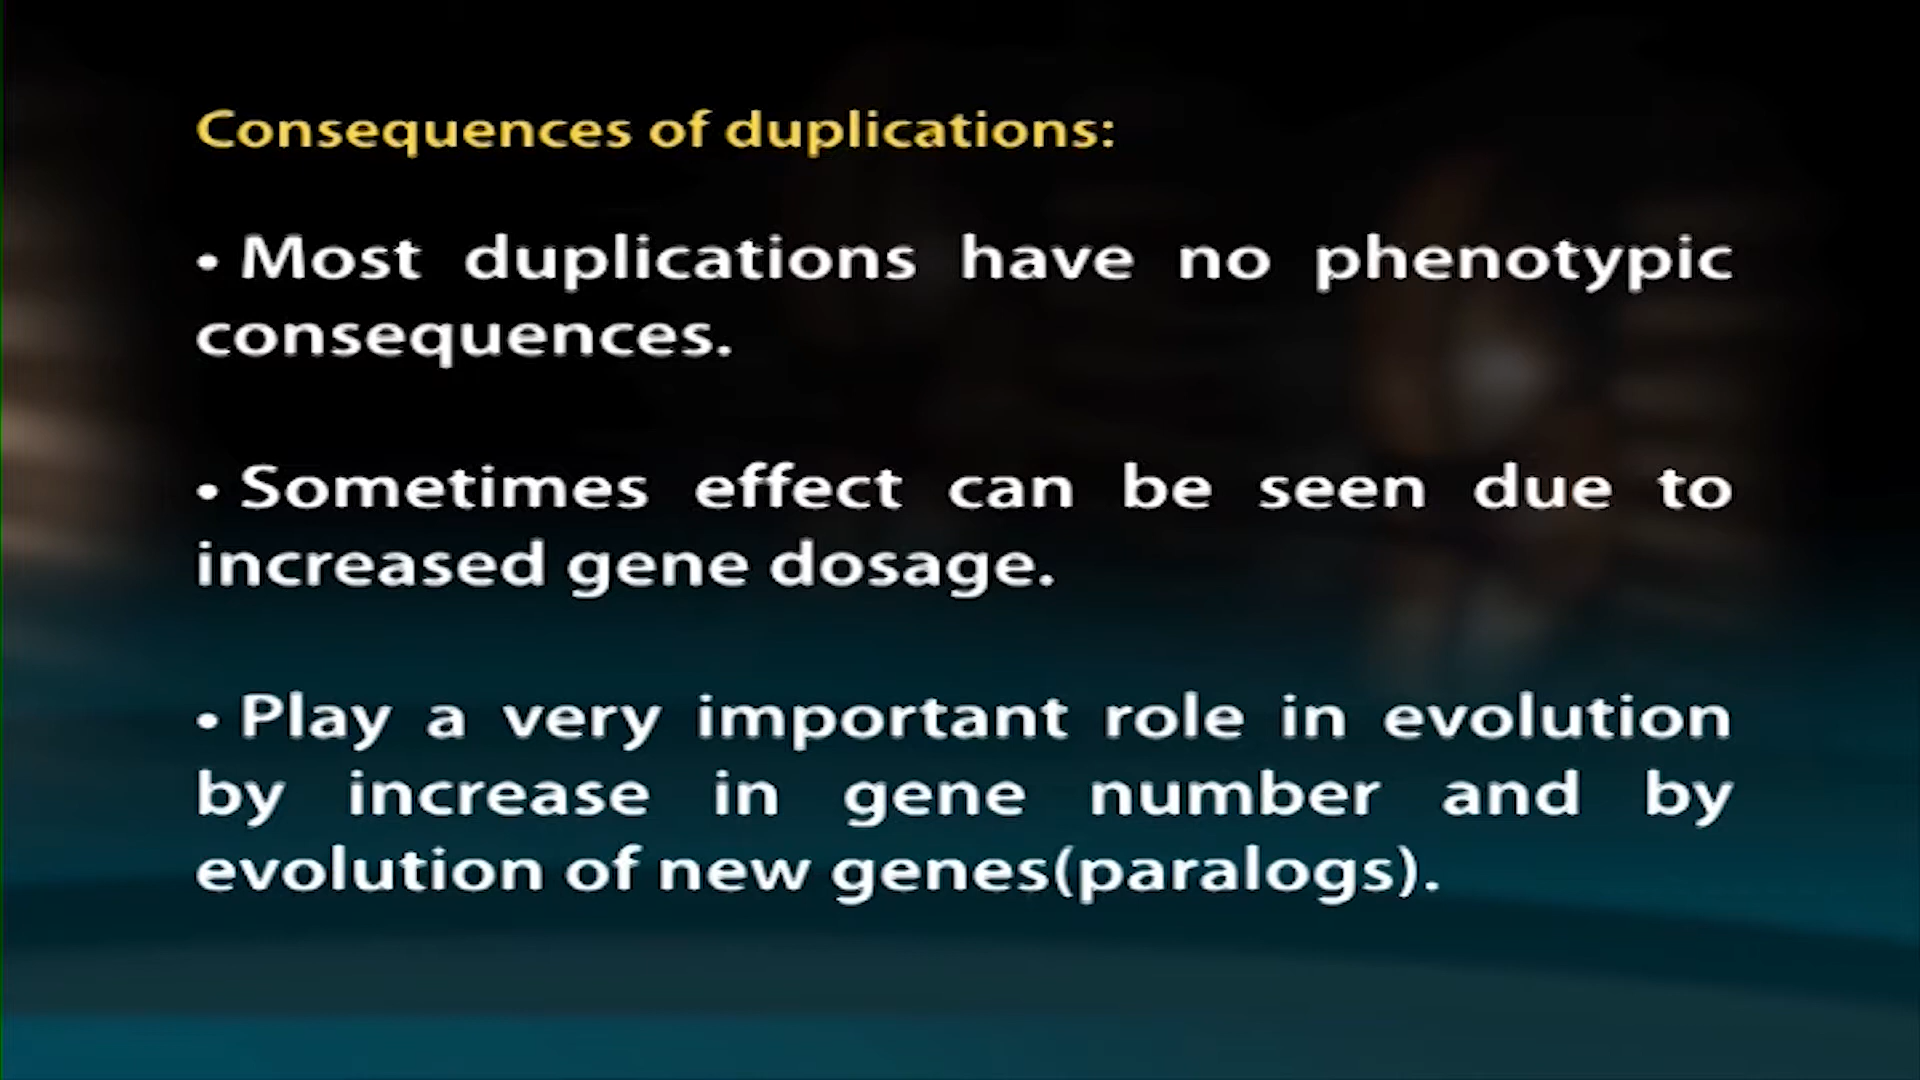 Consequences of duplications:
• Most duplications have no phenotypic
consequences.
• Sometimes effect can be seen due to
increased gene dosage.
• Play a very important role in evolution
by increase in gene number and by
evolution of new genes(paralogs).